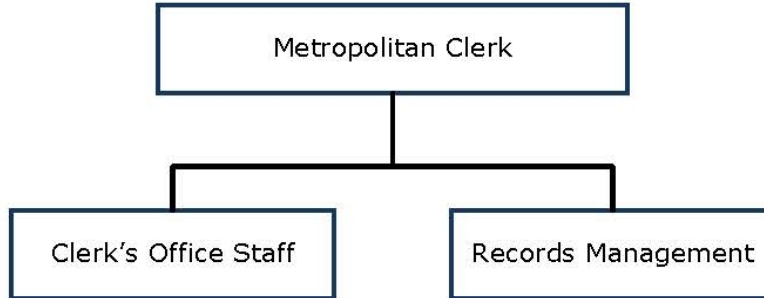 Metropolitan Clerk
Clerk’s Office Staff
Records Management